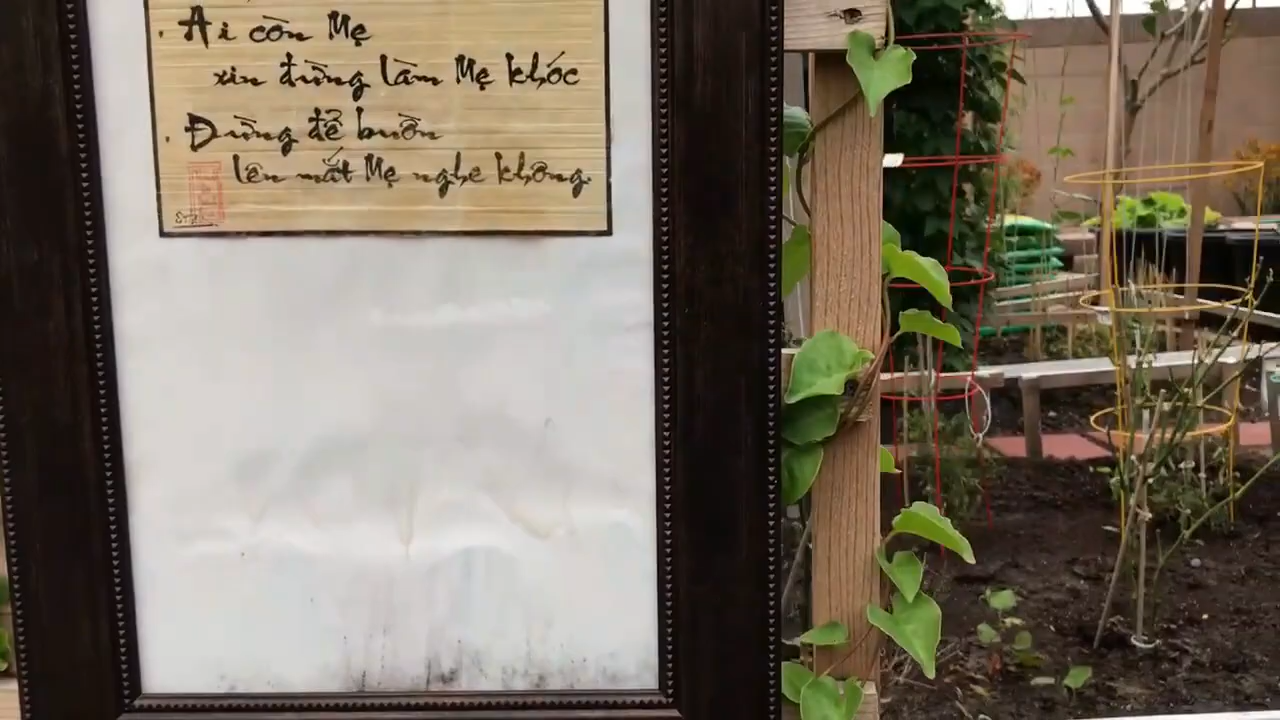 . Ai còn Mẹ
xin đừng làm Mẹ khóc
. Đừng để buồn
lên mắt Mẹ nghe không.